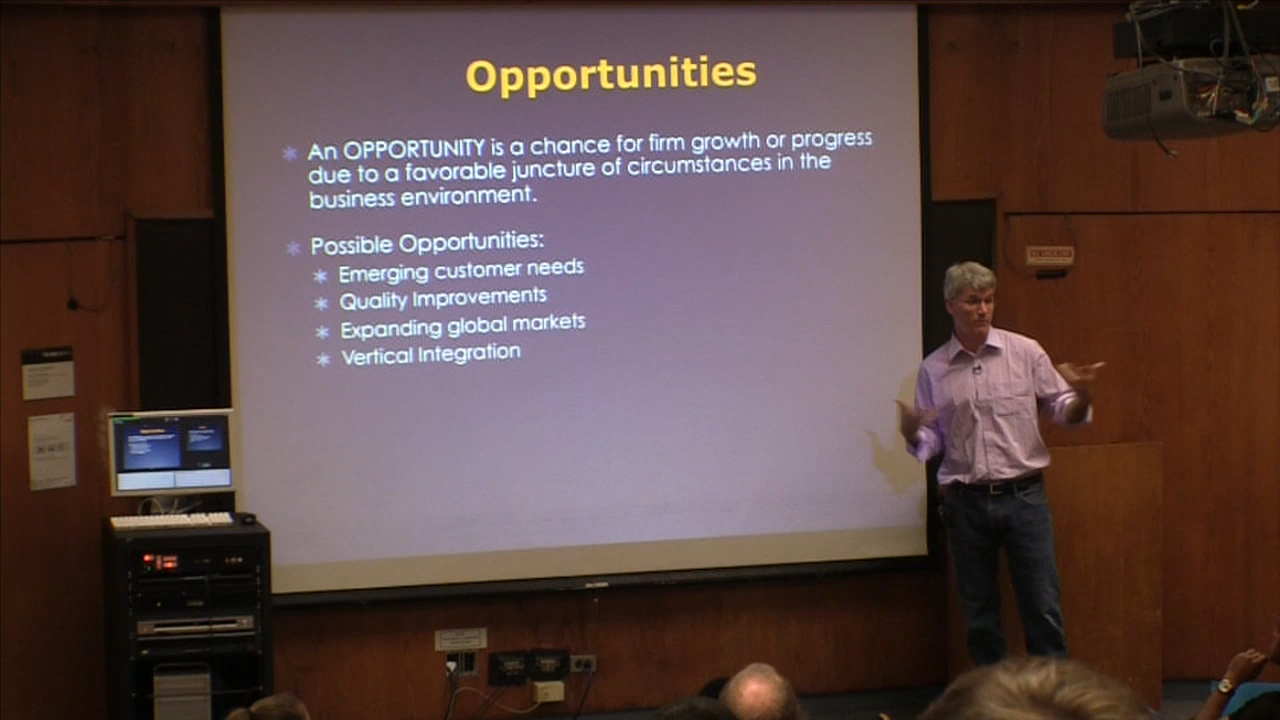 Opportunities
An OPPORTUNITY is a chance for firm growth or progress
due to a favorable juncture of circumstances in the
business environment.
Possible Opportunities:
Emerging customer needs
Quality Improvements
Expanding global markets
Vertical Integration